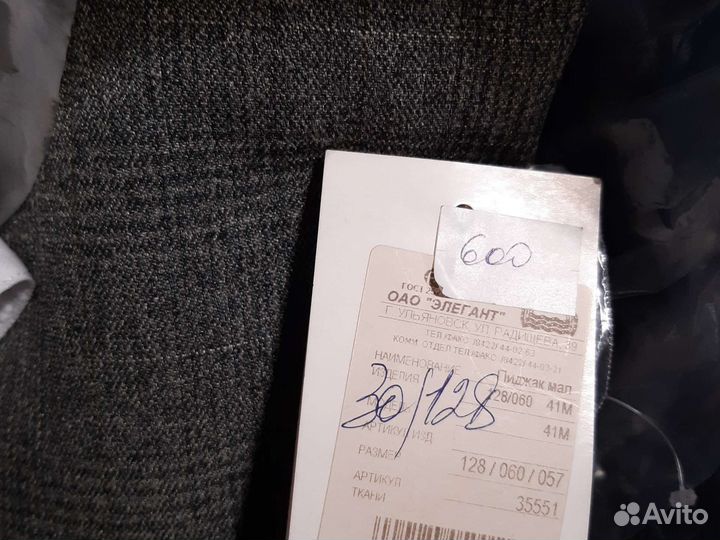 600
ГОСТ 2
ОАО "ЭЛЕГАНТ"
Г. УЛЬЯНОВСК УЛ РАДИЩЕВА, 39
ТЕЛ/ФАКС /8422/ 44-02-63
КОММ ОТДЕЛ ТЕЛ/ФАКС /8422/ 44-03-21
НАИМЕНОВАНИЕ
ИЗДЕЛИЯ Пиджак мал
128/060 41М
30/128
АРТИКУЛ ИЗД 41М
РАЗМЕР 128 / 060 / 057
АРТИКУЛ
ТКАНИ 35551
Avito